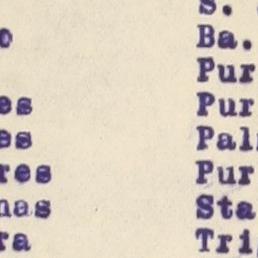 S.
o Ba.
Pur
es Pur
es Pal
res Pur
nas Sta
ra Tri